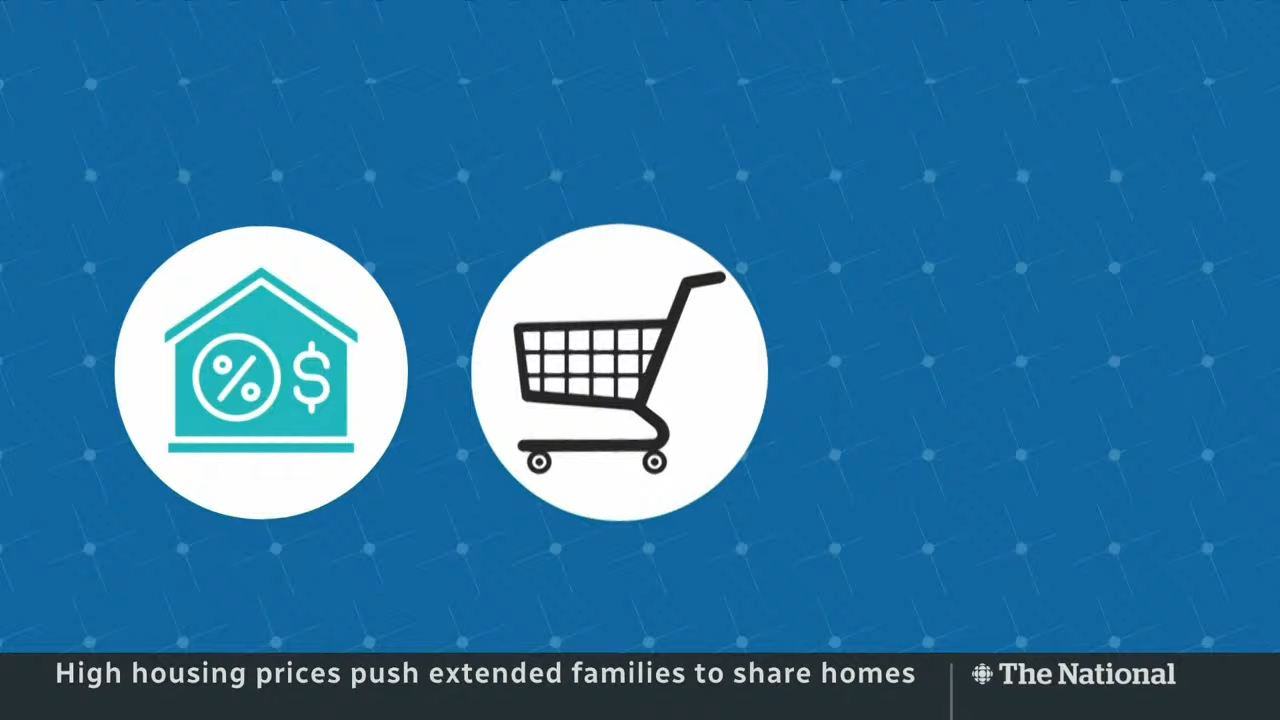 % $
High housing prices push extended families to share homes
The National